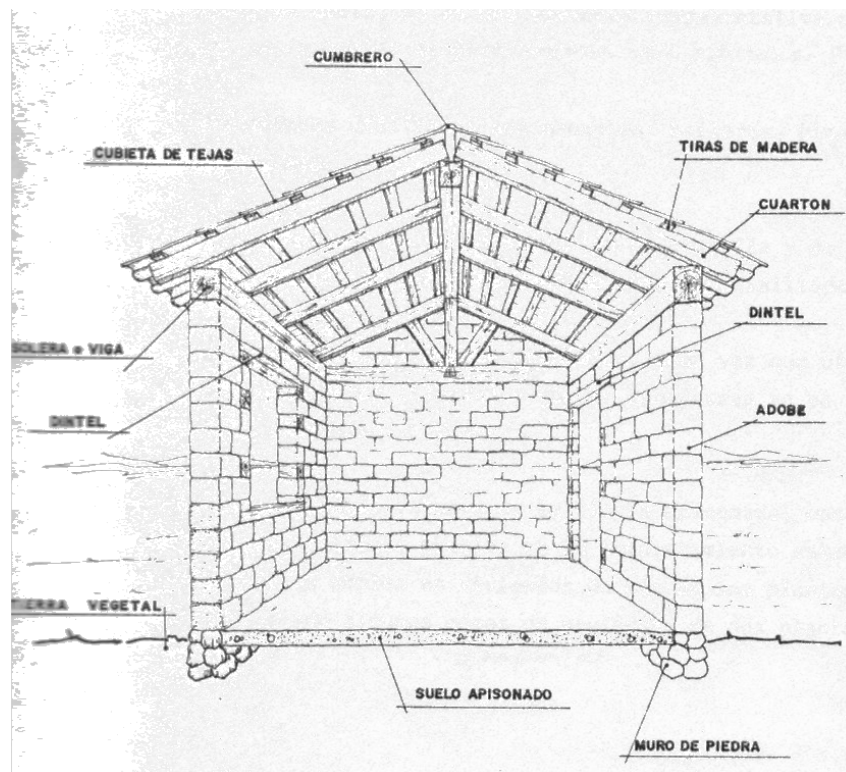 CUMBRERO
CUBIETA DE TEJAS
TIRAS DE MADERA
CUARTON
DINTEL
SOLERA o VIGA
DINTEL
ADOBE
TIERRA VEGETAL
SUELO APISONADO
MURO DE PIEDRA